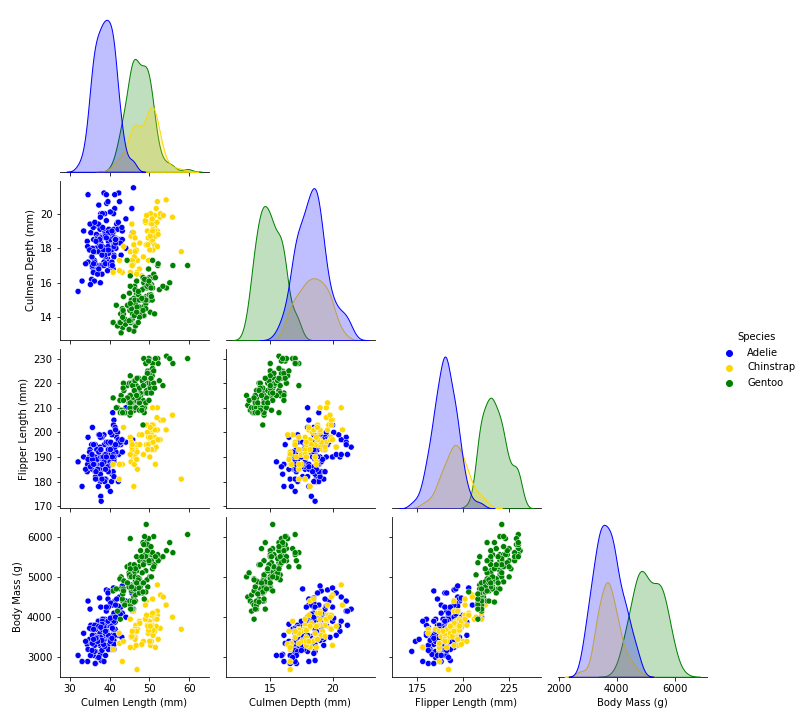 20
18
16
14
Culmen Depth (mm)
230
220
210
200
190
180
170
Flipper Length (mm)
6000
5000
4000
3000
Body Mass (g)
30 40 50 60
Culmen Length (mm)
15 20
Culmen Depth (mm)
175 200 225
Flipper Length (mm)
2000 4000 6000
Body Mass (g)
Species
Adelie
Chinstrap
Gentoo